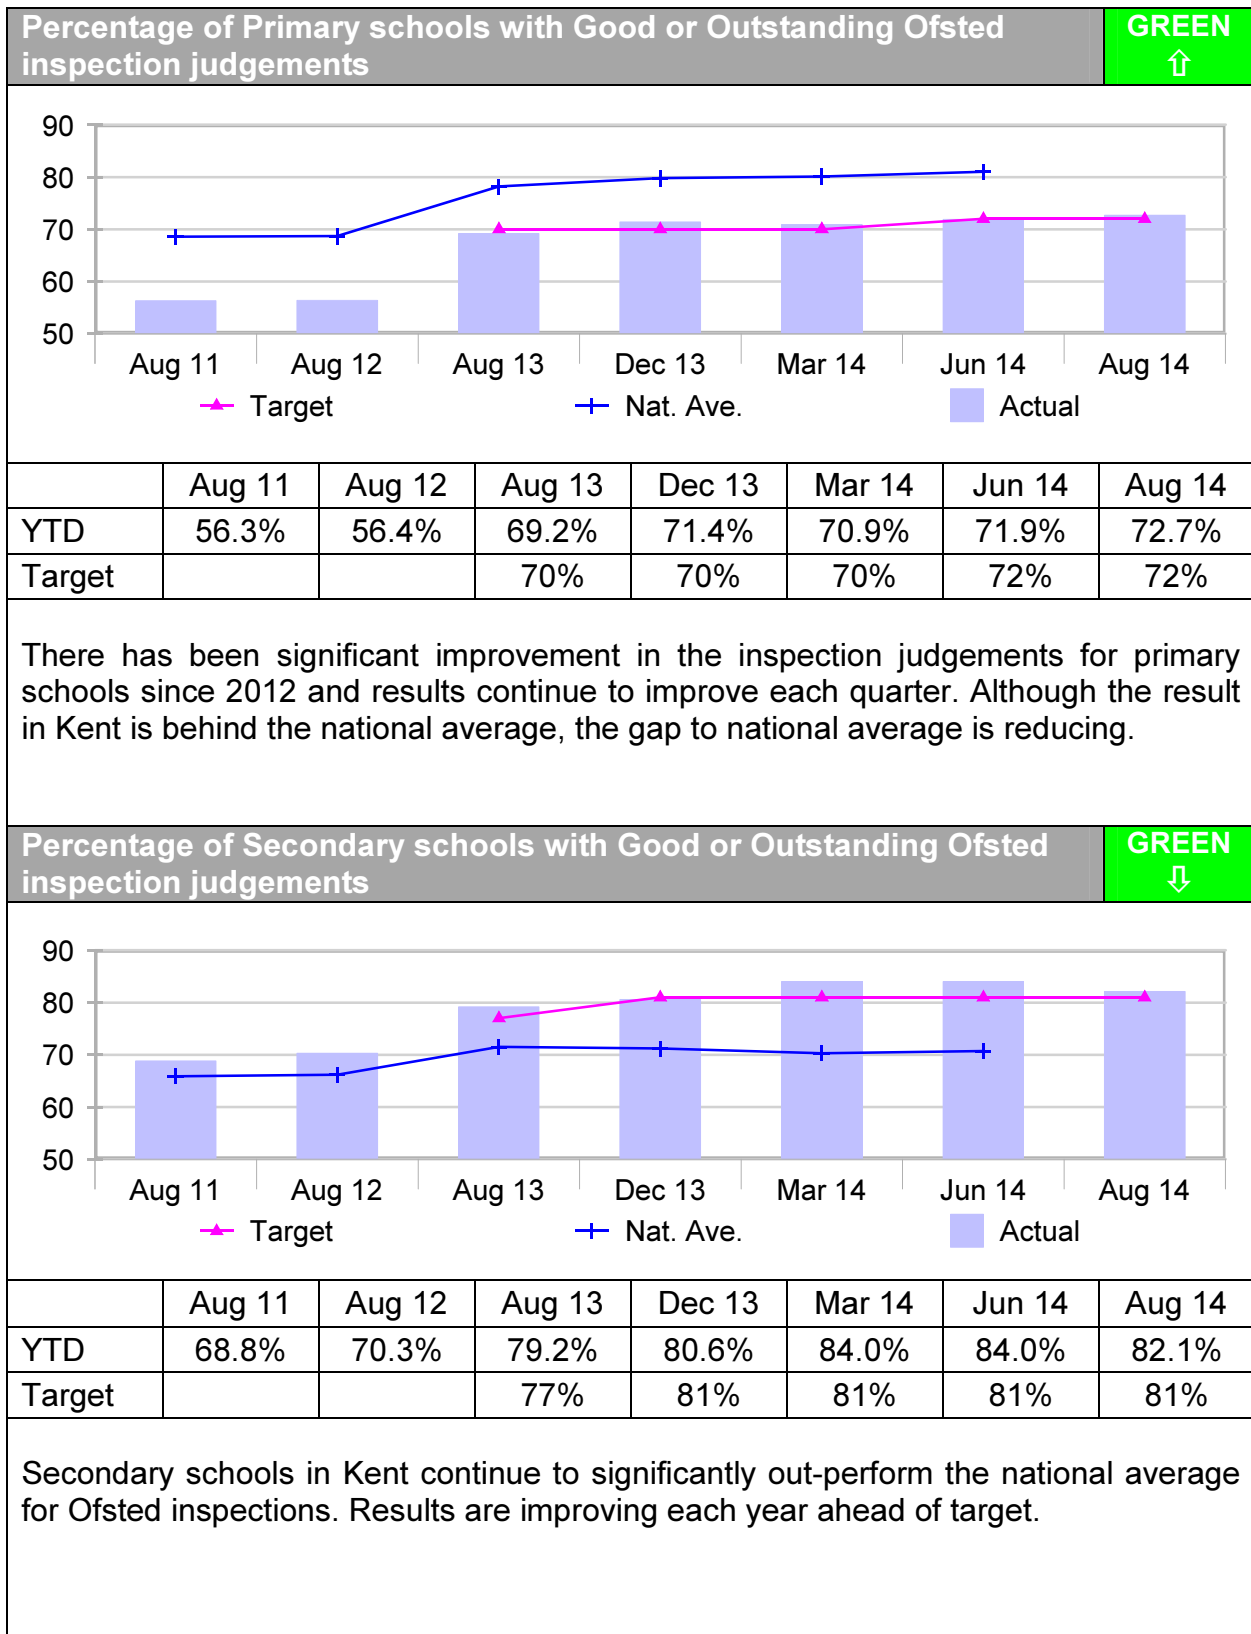 Percentage of Primary schools with Good or Outstanding Ofsted
inspection judgements
GREEN
⇧
90
80
70
60
50
Aug 11 Aug 12 Aug 13 Dec 13 Mar 14 Jun 14 Aug 14
Target Nat. Ave. Actual
Aug 11 Aug 12 Aug 13 Dec 13 Mar 14 Jun 14 Aug 14
YTD 56.3% 56.4% 69.2% 71.4% 70.9% 71.9% 72.7%
Target 70% 70% 70% 72% 72%
There has been significant improvement in the inspection judgements for primary
schools since 2012 and results continue to improve each quarter. Although the result
in Kent is behind the national average, the gap to national average is reducing.
Percentage of Secondary schools with Good or Outstanding Ofsted
inspection judgements
GREEN
⇩
90
80
70
60
50
Aug 11 Aug 12 Aug 13 Dec 13 Mar 14 Jun 14 Aug 14
Target Nat. Ave. Actual
Aug 11 Aug 12 Aug 13 Dec 13 Mar 14 Jun 14 Aug 14
YTD 68.8% 70.3% 79.2% 80.6% 84.0% 84.0% 82.1%
Target 77% 81% 81% 81% 81%
Secondary schools in Kent continue to significantly out-perform the national average
for Ofsted inspections. Results are improving each year ahead of target.